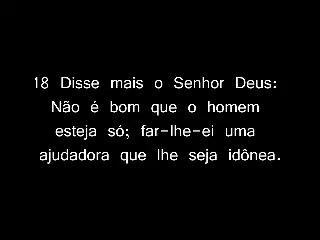 18 Disse mais o Senhor Deus:
Não é bom que o homem
esteja só; far-lhe-ei uma
ajudadora que lhe seja idônea.